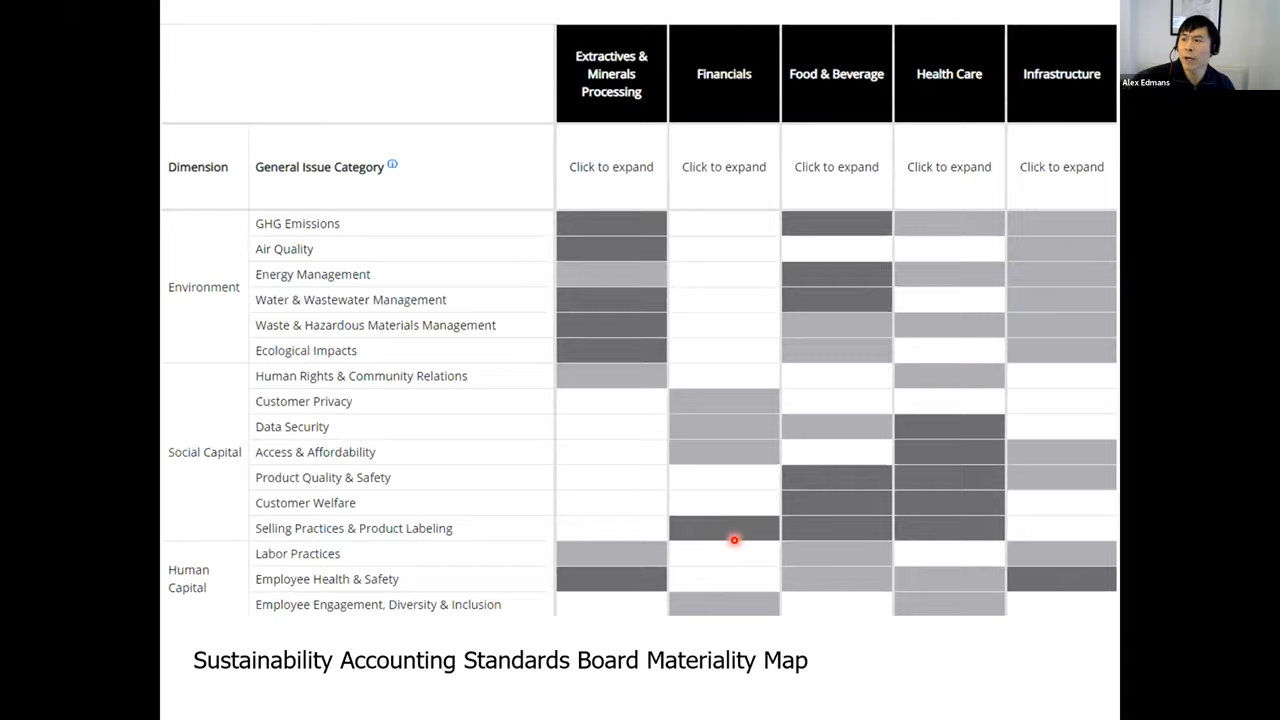 Extractives &
Minerals
Processing
Financials
Food & Beverage
Health Care
Infrastructure
Alex Edmans
Dimension
General Issue Category ⓘ
Click to expand
Click to expand
Click to expand
Click to expand
Click to expand
Environment
GHG Emissions
Air Quality
Energy Management
Water & Wastewater Management
Waste & Hazardous Materials Management
Ecological Impacts
Social Capital
Human Rights & Community Relations
Customer Privacy
Data Security
Access & Affordability
Product Quality & Safety
Customer Welfare
Selling Practices & Product Labeling
Human
Capital
Labor Practices
Employee Health & Safety
Employee Engagement, Diversity & Inclusion
Sustainability Accounting Standards Board Materiality Map